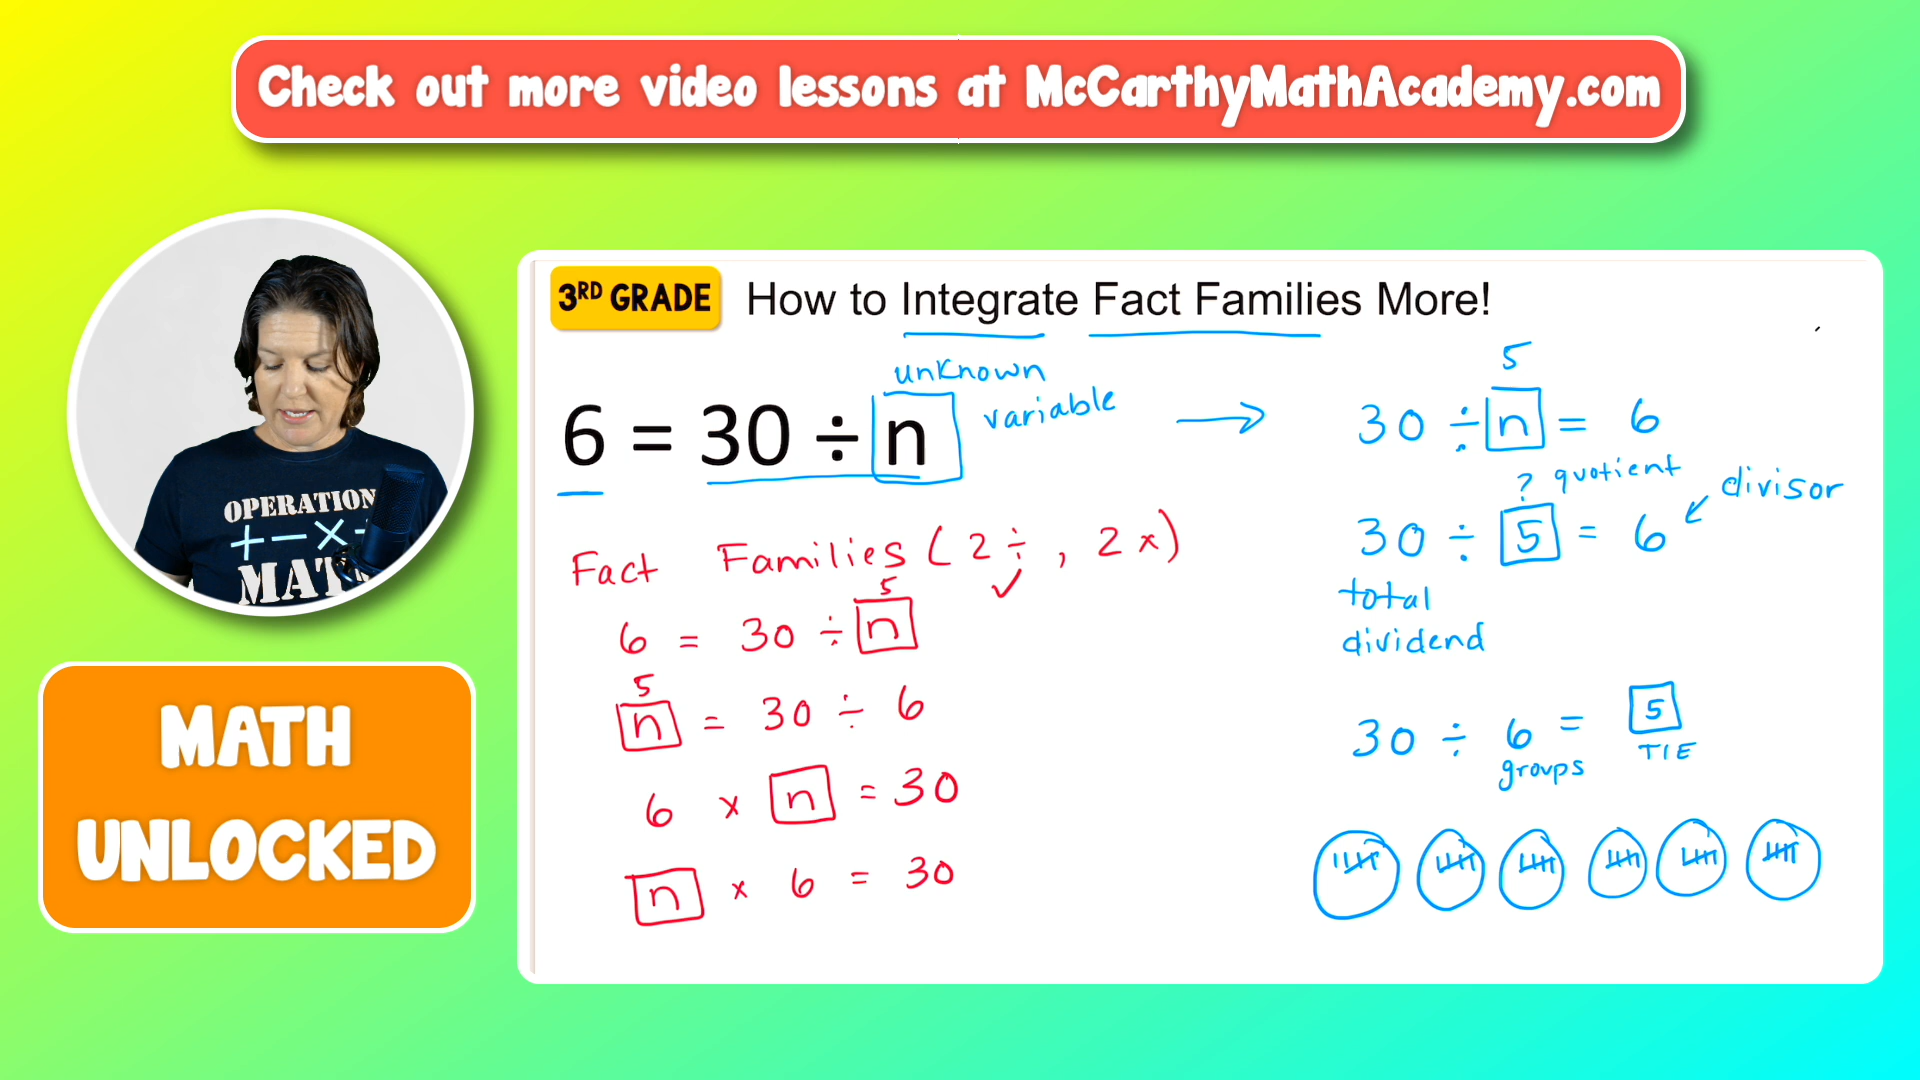 Check out more video lessons at McCarthyMathAcademy.com
3RD GRADE How to Integrate Fact Families More!
unknown
variable
6 = 30 ÷ n
→
5
30 ÷ n = 6
? quotient
divisor
30 ÷ 5 = 6
total
dividend
30 ÷ 6 = 5
groups
TIE
Fact Families (2÷, 2x)
✓
5
6 = 30 ÷ n
5
n = 30 ÷ 6
6 x n = 30
n x 6 = 30
OPERATION
+ − × +
MAT
MATH
UNLOCKED